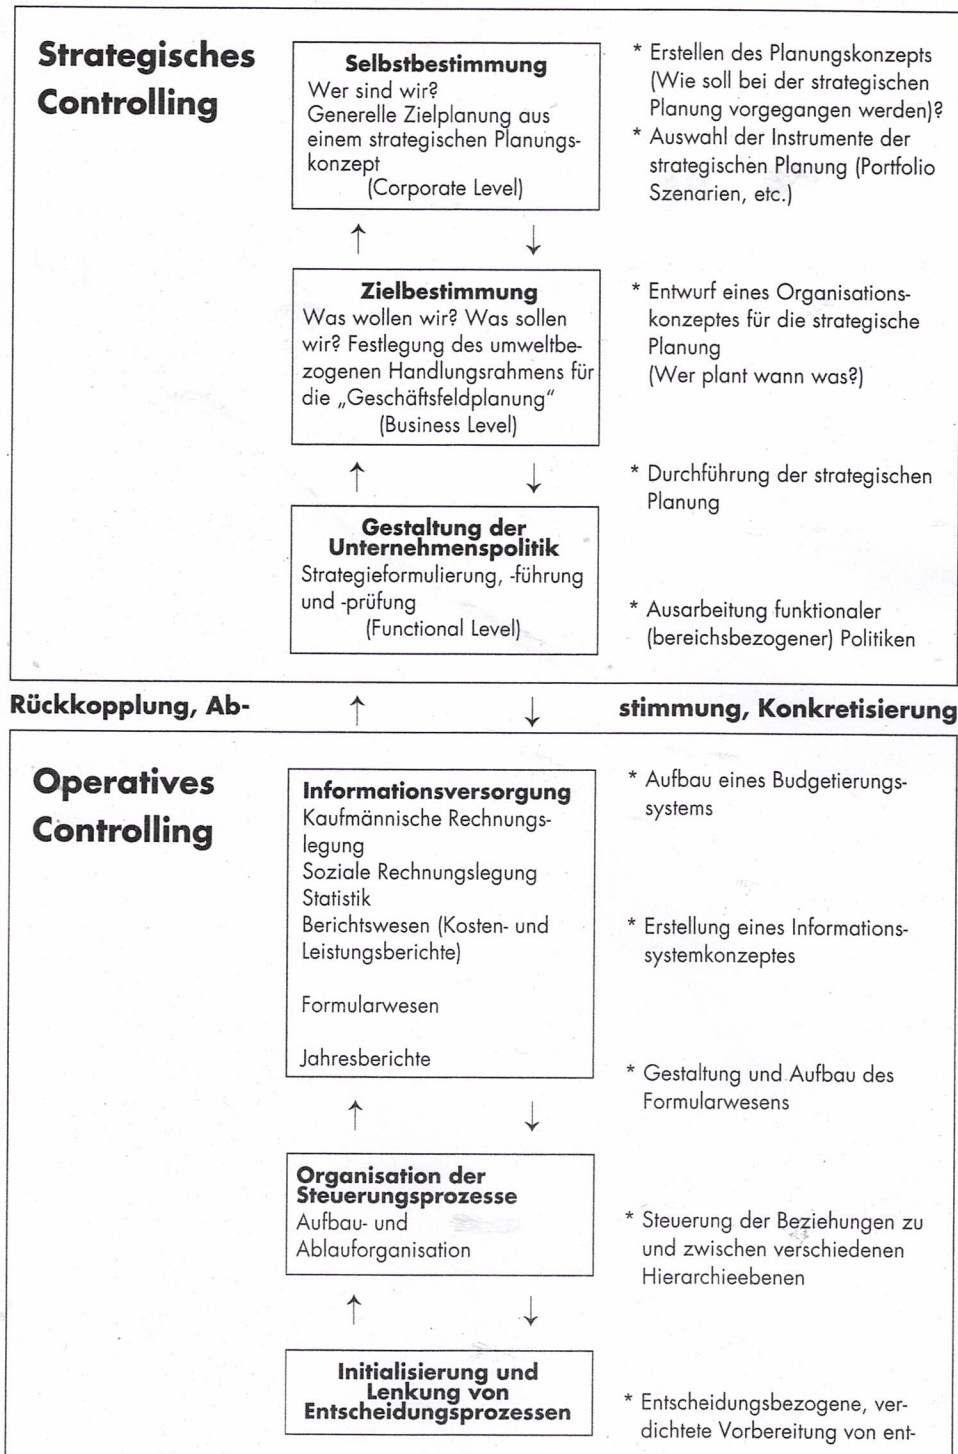 Strategisches
Controlling
Selbstbestimmung
Wer sind wir?
Generelle Zielplanung aus
einem strategischen Planungs-
konzept
(Corporate Level)
* Erstellen des Planungskonzepts
(Wie soll bei der strategischen
Planung vorgegangen werden)?
* Auswahl der Instrumente der
strategischen Planung (Portfolio
Szenarien, etc.)
↑ ↓
Zielbestimmung
Was wollen wir? Was sollen
wir? Festlegung des umweltbe-
zogenen Handlungsrahmens für
die „Geschäftsfeldplanung“
(Business Level)
* Entwurf eines Organisations-
konzeptes für die strategische
Planung
(Wer plant wann was?)
↑ ↓
* Durchführung der strategischen
Planung
Gestaltung der
Unternehmenspolitik
Strategieformulierung, -führung
und -prüfung
(Functional Level)
* Ausarbeitung funktionaler
(bereichsbezogener) Politiken
Rückkopplung, Ab- ↑ ↓ stimmung, Konkretisierung
Operatives
Controlling
Informationsversorgung
Kaufmännische Rechnungs-
legung
Soziale Rechnungslegung
Statistik
Berichtswesen (Kosten- und
Leistungsberichte)
Formularwesen
Jahresberichte
* Aufbau eines Budgetierungs-
systems
* Erstellung eines Informations-
systemkonzeptes
* Gestaltung und Aufbau des
Formularwesens
↑ ↓
Organisation der
Steuerungsprozesse
Aufbau- und
Ablauforganisation
* Steuerung der Beziehungen zu
und zwischen verschiedenen
Hierarchieebenen
↑ ↓
Initialisierung und
Lenkung von
Entscheidungsprozessen
* Entscheidungsbezogene, ver-
dichtete Vorbereitung von ent-